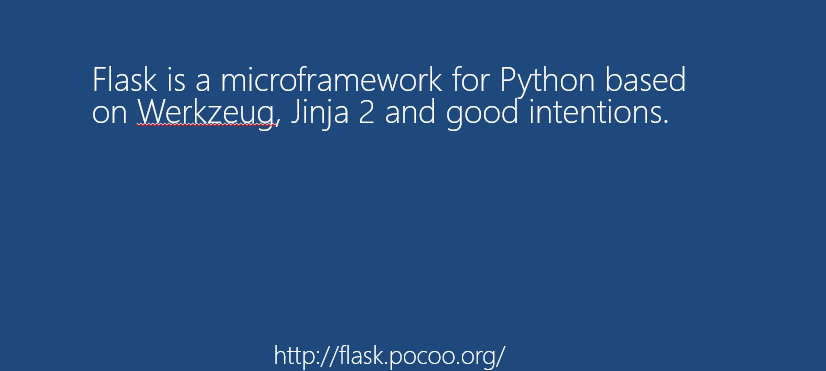 Flask is a microframework for Python based
on Werkzeug, Jinja 2 and good intentions.
http://flask.pocoo.org/